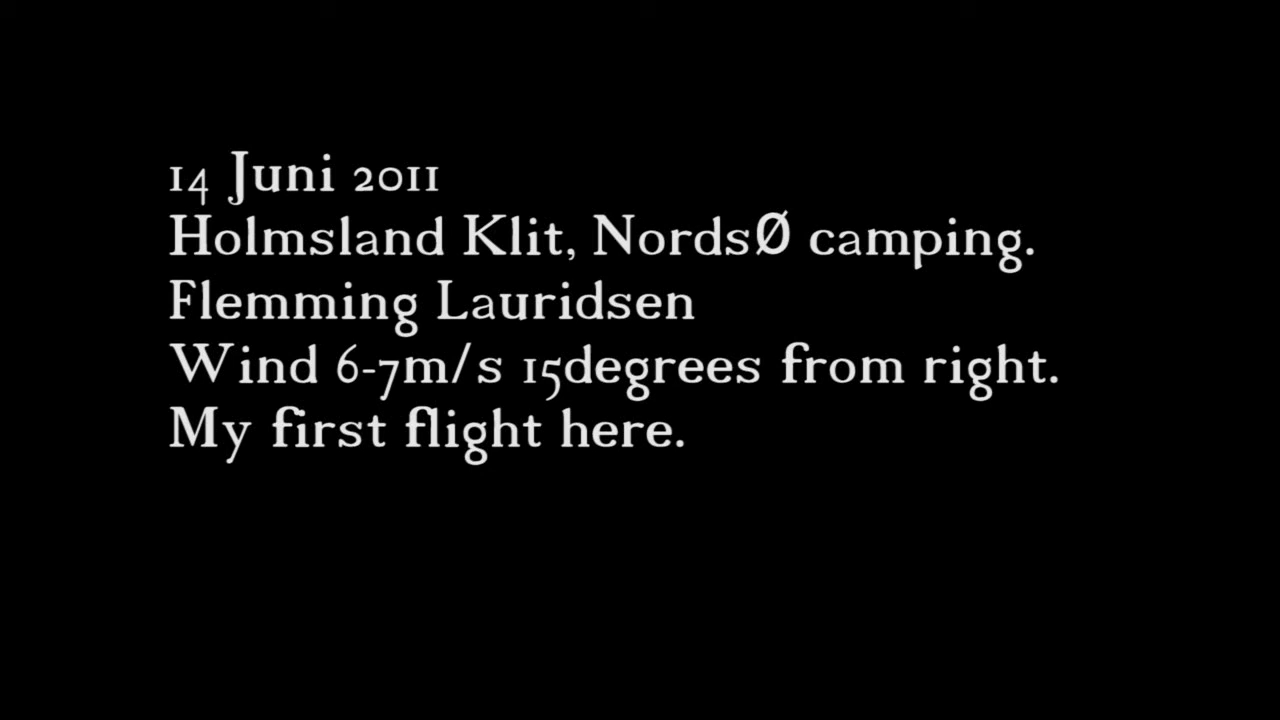 14 Juni 2011
Holmsland Klit, NordsØ camping.
Flemming Lauridsen
Wind 6-7m/s 15degrees from right.
My first flight here.